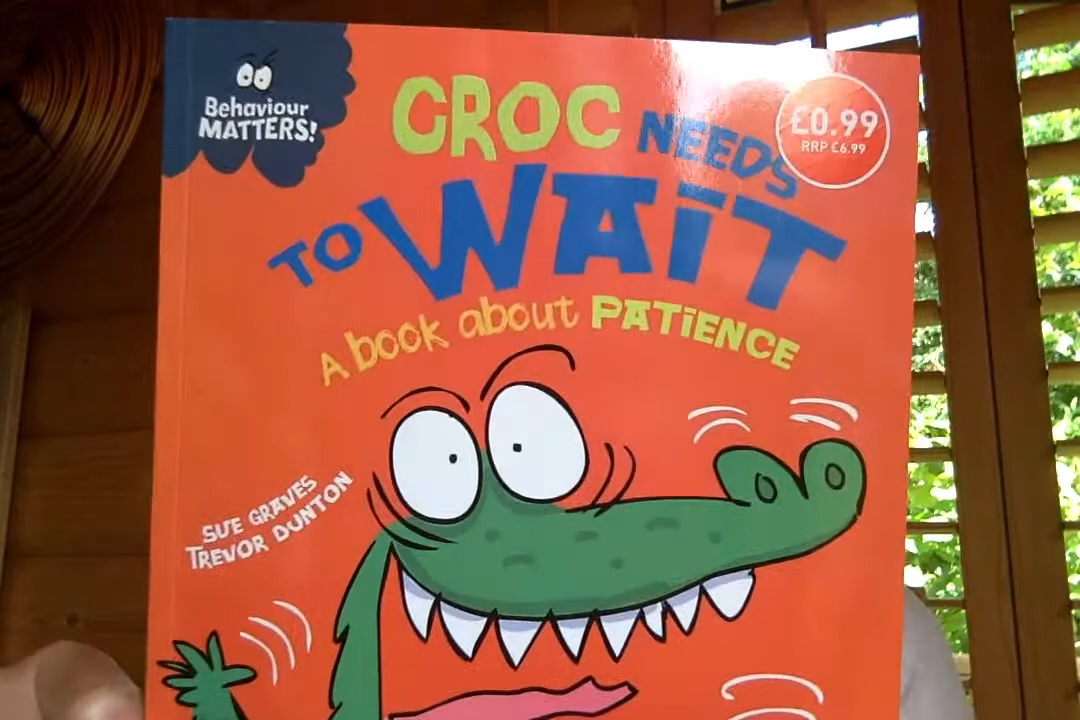 Behaviour
MATTERS!
CROC NEEDS
TO WAIT
A book about PATIENCE
£0.99
RRP £6.99
SUE GRAVES
TREVOR DUNTON